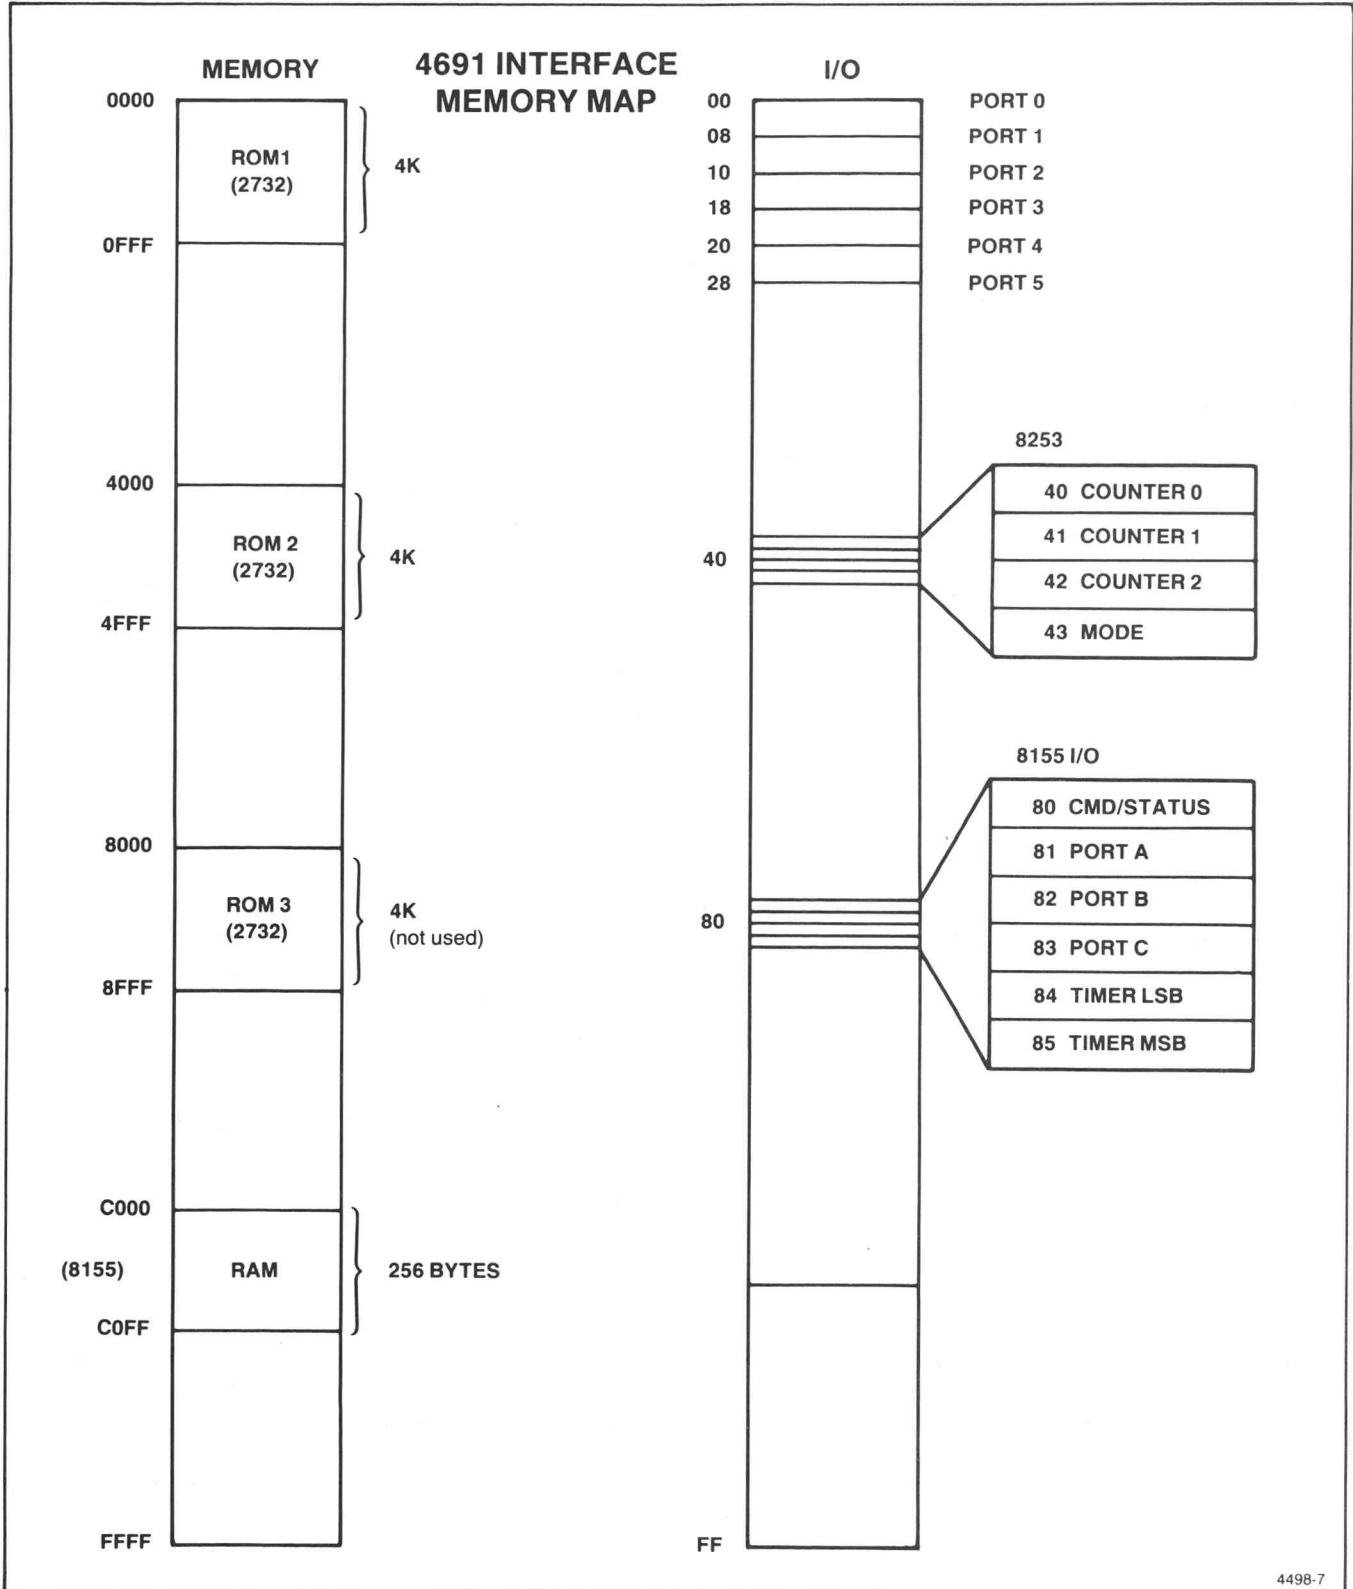 4691 INTERFACE
MEMORY MAP
MEMORY
0000
ROM1
(2732)
4K
0FFF
4000
ROM 2
(2732)
4K
4FFF
8000
ROM 3
(2732)
4K
(not used)
8FFF
C000
(8155)
RAM
256 BYTES
C0FF
FFFF
I/O
00
PORT 0
08
PORT 1
10
PORT 2
18
PORT 3
20
PORT 4
28
PORT 5
40
8253
40 COUNTER 0
41 COUNTER 1
42 COUNTER 2
43 MODE
80
8155 I/O
80 CMD/STATUS
81 PORT A
82 PORT B
83 PORT C
84 TIMER LSB
85 TIMER MSB
FF
4498-7